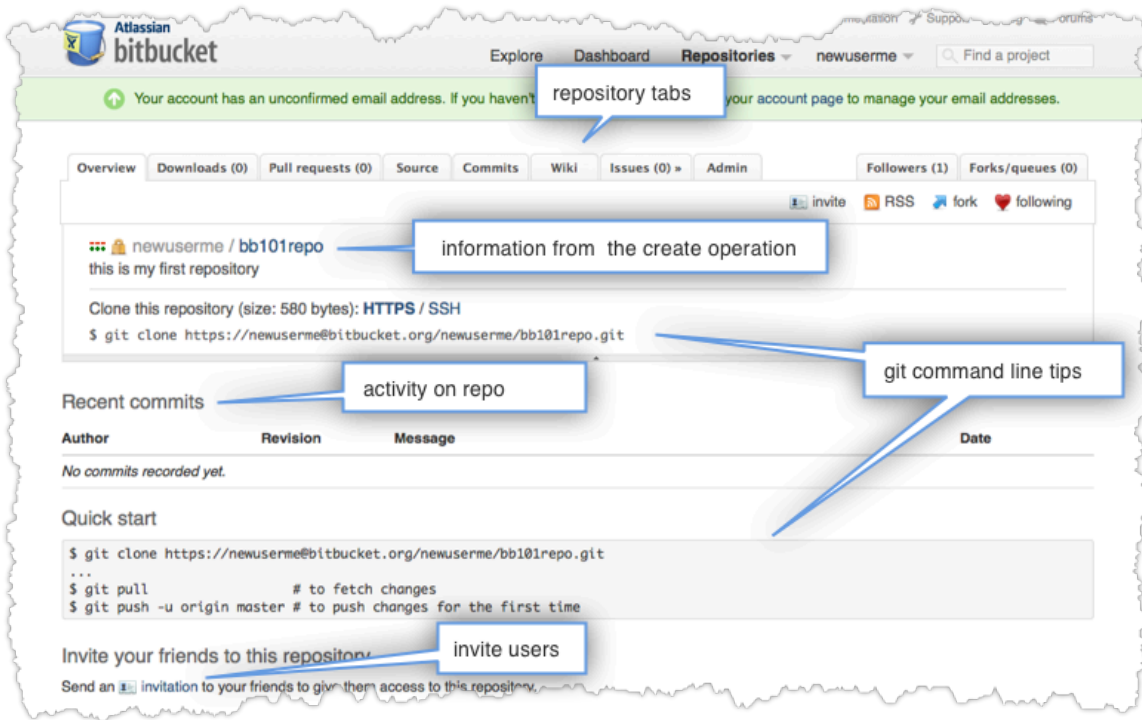 Atlassian
bitbucket
Explore Dashboard Repositories newuserme Find a project
Your account has an unconfirmed email address. If you haven't your account page to manage your email addresses.
repository tabs
Overview Downloads (0) Pull requests (0) Source Commits Wiki Issues (0) » Admin Followers (1) Forks/queues (0)
invite RSS fork following
newuserme / bb101repo
information from the create operation
this is my first repository
Clone this repository (size: 580 bytes): HTTPS / SSH
$ git clone https://newuserme@bitbucket.org/newuserme/bb101repo.git
git command line tips
activity on repo
Recent commits
Author Revision Message Date
No commits recorded yet.
Quick start
$ git clone https://newuserme@bitbucket.org/newuserme/bb101repo.git
...
$ git pull # to fetch changes
$ git push -u origin master # to push changes for the first time
Invite your friends to this repository
invite users
Send an invitation to your friends to give them access to this repository.